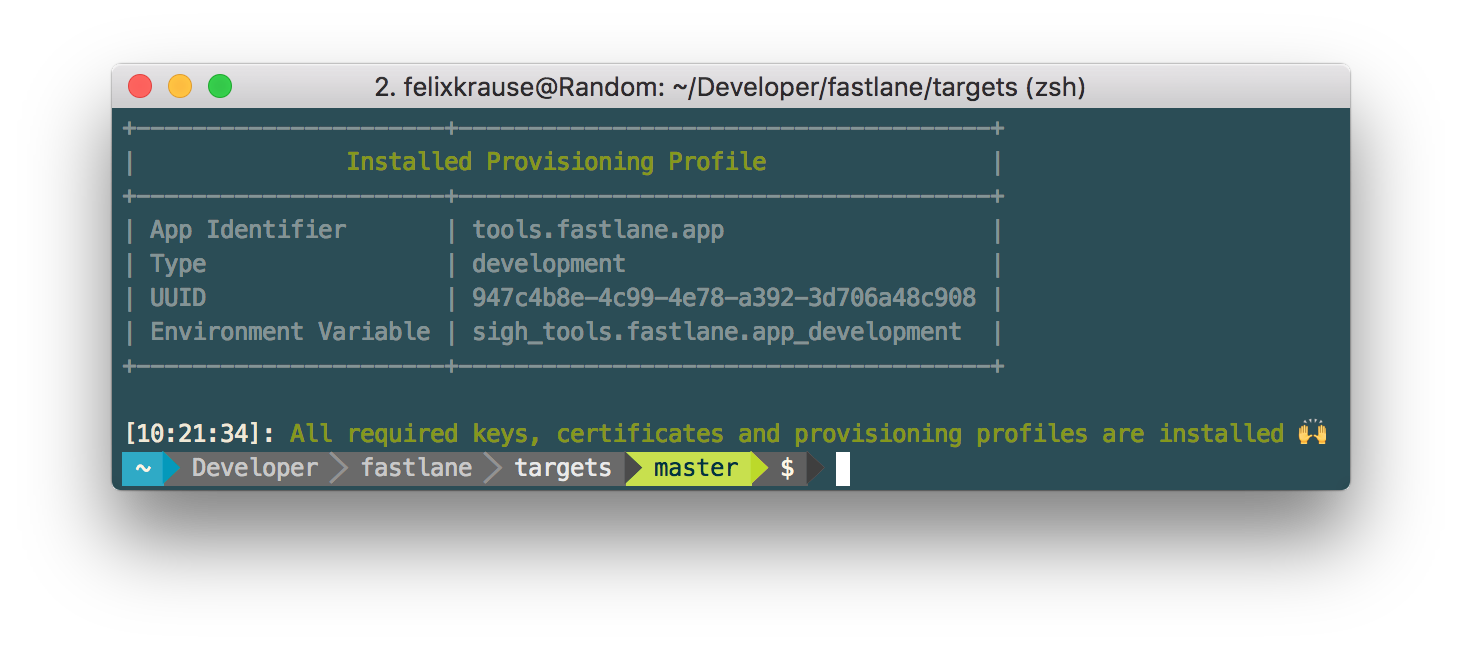 2. felixkrause@Random: ~/Developer/fastlane/targets (zsh)
+----------------------+--------------------------------------+
| Installed Provisioning Profile |
+----------------------+--------------------------------------+
| App Identifier | tools.fastlane.app |
| Type | development |
| UUID | 947c4b8e-4c99-4e78-a392-3d706a48c908 |
| Environment Variable | sigh_tools.fastlane.app_development |
+----------------------+--------------------------------------+
[10:21:34]: All required keys, certificates and provisioning profiles are installed 🙌
~ Developer fastlane targets master $